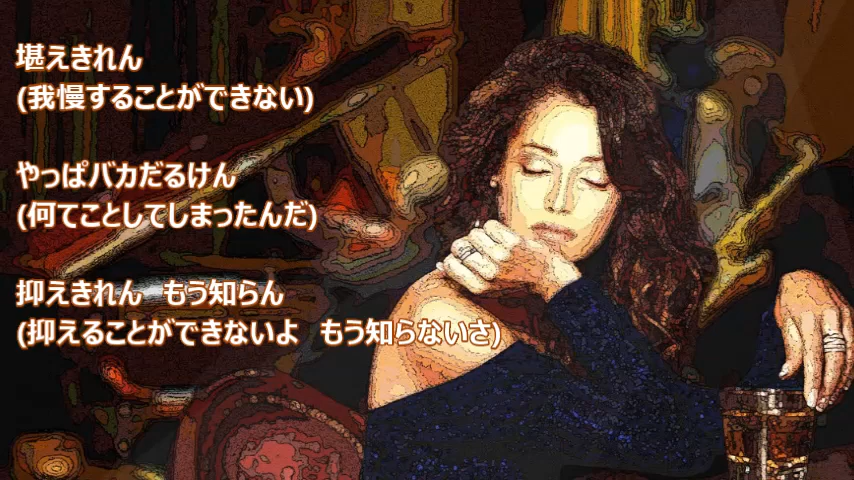 堪えきれん
(我慢することができない)
やっぱバカだるけん
(何てことしてしまったんだ)
抑えきれん　もう知らん
(抑えることができないよ　もう知らないさ)